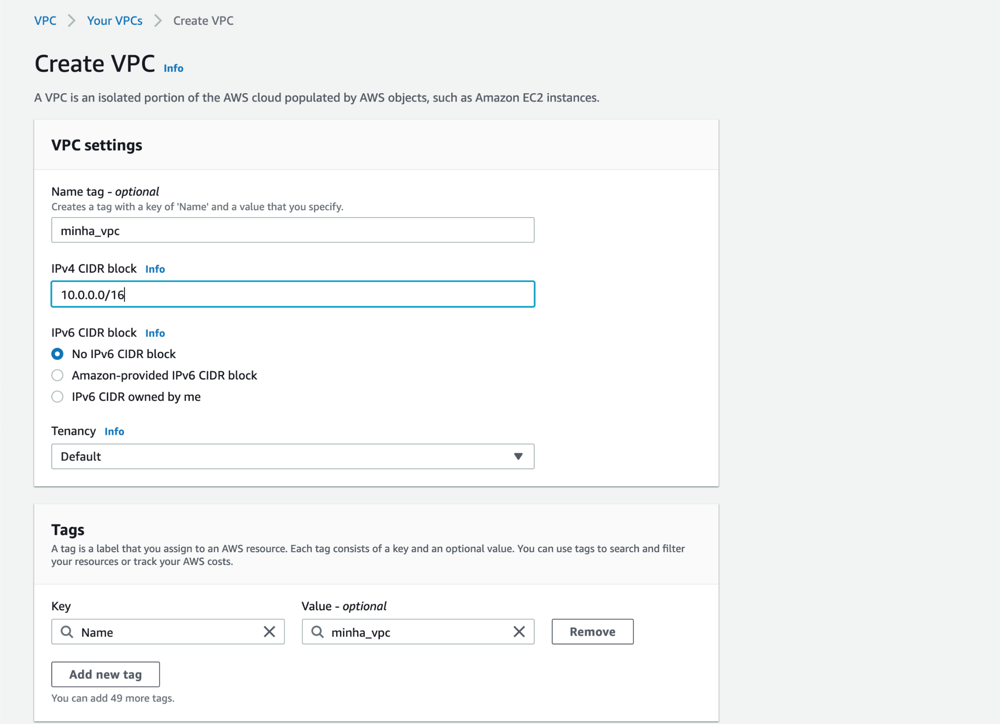 VPC > Your VPCs > Create VPC
Create VPC Info
A VPC is an isolated portion of the AWS cloud populated by AWS objects, such as Amazon EC2 instances.
VPC settings
Name tag - optional
Creates a tag with a key of 'Name' and a value that you specify.
minha_vpc
IPv4 CIDR block Info
10.0.0.0/16
IPv6 CIDR block Info
No IPv6 CIDR block
Amazon-provided IPv6 CIDR block
IPv6 CIDR owned by me
Tenancy Info
Default
Tags
A tag is a label that you assign to an AWS resource. Each tag consists of a key and an optional value. You can use tags to search and filter
your resources or track your AWS costs.
Key Value - optional
Name minha_vpc Remove
Add new tag
You can add 49 more tags.